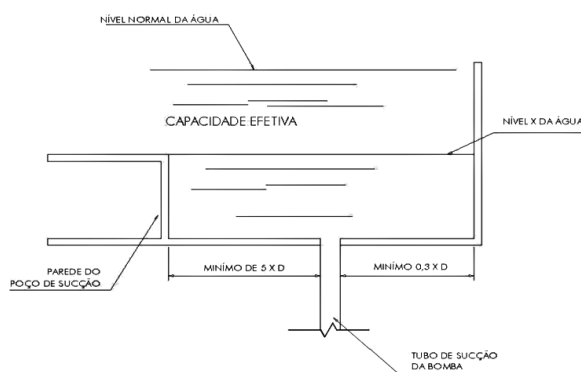 NÍVEL NORMAL DA ÁGUA
CAPACIDADE EFETIVA
NÍVEL X DA ÁGUA
PAREDE DO
POÇO DE SUCÇÃO
MINÍMO DE 5 X D
MINÍMO 0,3 X D
TUBO DE SUCÇÃO
DA BOMBA